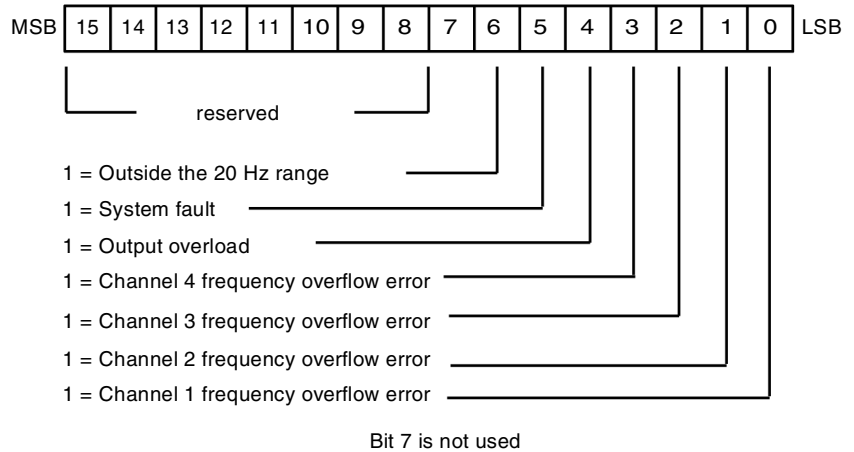 MSB 15 14 13 12 11 10 9 8 7 6 5 4 3 2 1 0 LSB
reserved
1 = Outside the 20 Hz range
1 = System fault
1 = Output overload
1 = Channel 4 frequency overflow error
1 = Channel 3 frequency overflow error
1 = Channel 2 frequency overflow error
1 = Channel 1 frequency overflow error
Bit 7 is not used